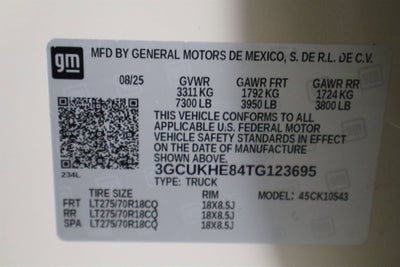 gm
MFD BY GENERAL MOTORS DE MEXICO, S. DE R.L. DE C.V.
08/25 GVWR GAWR FRT GAWR RR
3311 KG 1792 KG 1724 KG
7300 LB 3950 LB 3800 LB
THIS VEHICLE CONFORMS TO ALL
APPLICABLE U.S. FEDERAL MOTOR
VEHICLE SAFETY STANDARDS IN EFFECT
ON THE DATE OF MANUFACTURE
SHOWN ABOVE.
3GCUKHE84TG123695
234L TYPE: TRUCK
TIRE SIZE RIM MODEL: 45CK10543
FRT LT275/70R18CQ 18X8.5J
RR LT275/70R18CQ 18X8.5J
SPA LT275/70R18CQ 18X8.5J